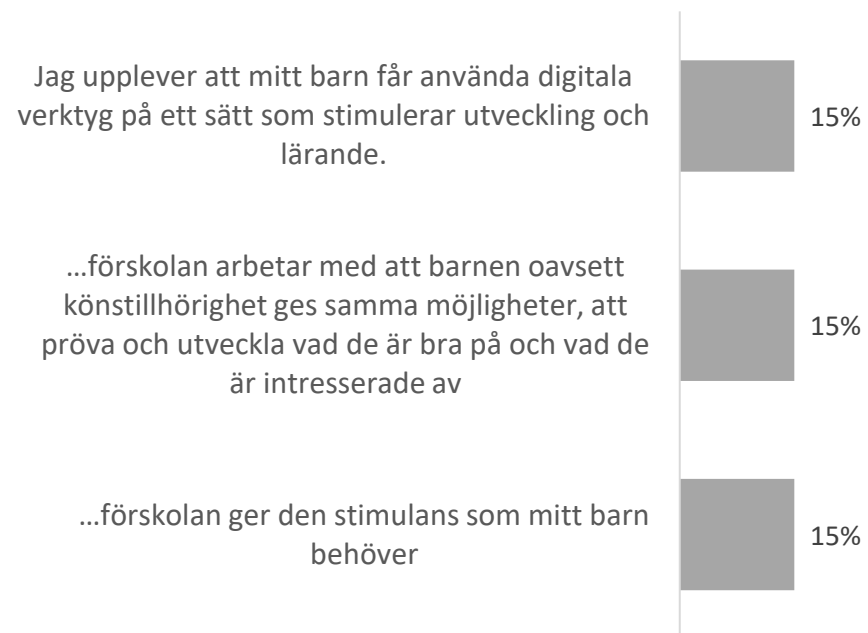 Jag upplever att mitt barn får använda digitala
verktyg på ett sätt som stimulerar utveckling och
lärande.
15%
…förskolan arbetar med att barnen oavsett
könstillhörighet ges samma möjligheter, att
pröva och utveckla vad de är bra på och vad de
är intresserade av
15%
…förskolan ger den stimulans som mitt barn
behöver
15%